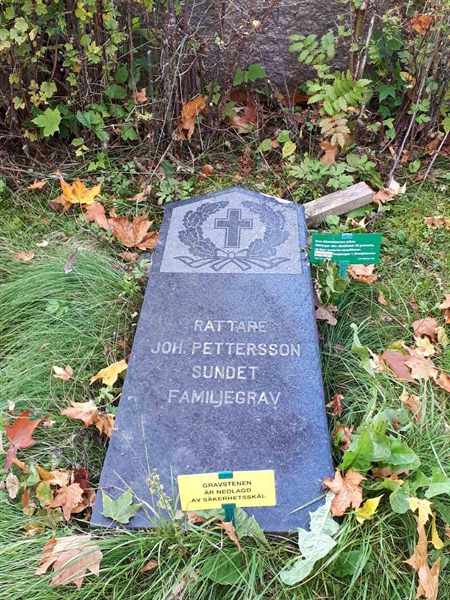 RÄTTARE
JOH. PETTERSSON
SUNDET
FAMILJEGRAV
GRAVSTENEN
ÄR NEDLAGD
AV SÄKERHETSSKÄL